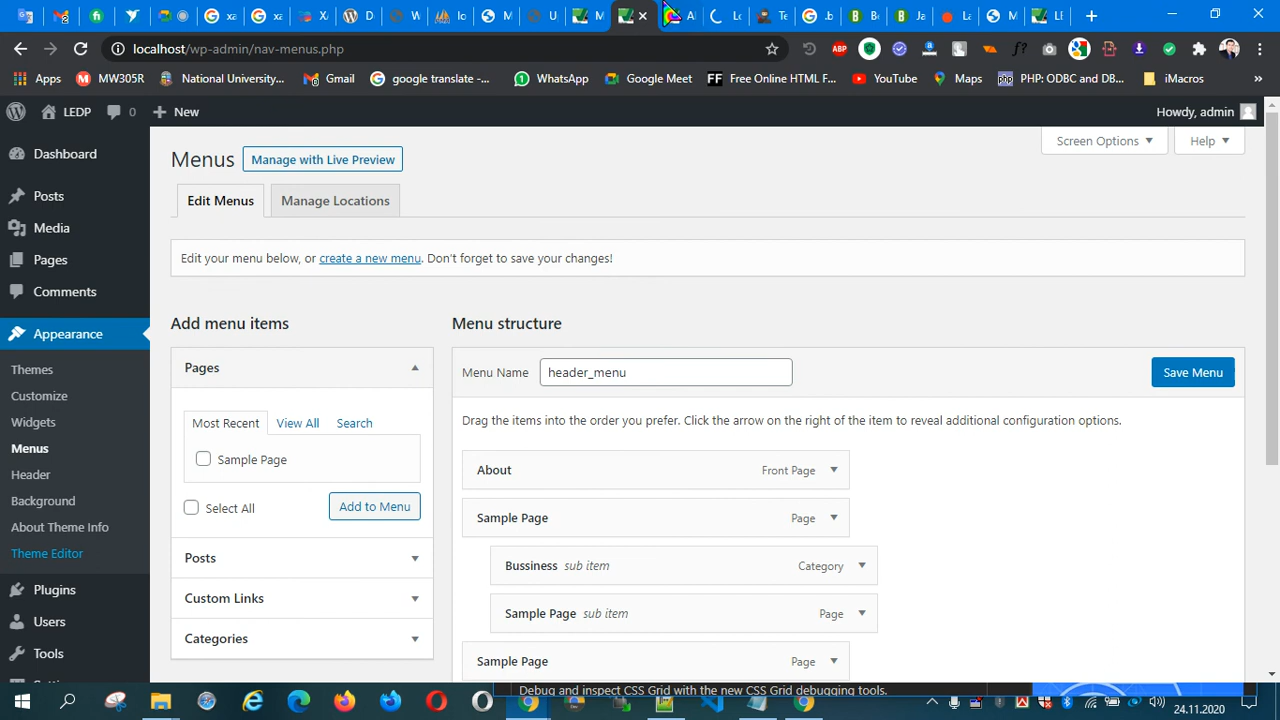 localhost/wp-admin/nav-menus.php
Apps MW305R National University... Gmail google translate -... WhatsApp Google Meet Free Online HTML F... YouTube Maps PHP: ODBC and DB... iMacros »
LEDP 0 New Howdy, admin
Screen Options Help
Menus Manage with Live Preview
Edit Menus Manage Locations
Edit your menu below, or create a new menu. Don't forget to save your changes!
Dashboard
Posts
Media
Pages
Comments
Appearance
Themes
Customize
Widgets
Menus
Header
Background
About Theme Info
Theme Editor
Plugins
Users
Tools
Add menu items
Pages
Most Recent View All Search
Sample Page
Select All Add to Menu
Posts
Custom Links
Categories
Menu structure
Menu Name header_menu Save Menu
Drag the items into the order you prefer. Click the arrow on the right of the item to reveal additional configuration options.
About Front Page
Sample Page Page
Bussiness sub item Category
Sample Page sub item Page
Sample Page Page
Debug and inspect CSS Grid with the new CSS Grid debugging tools.
24.11.2020